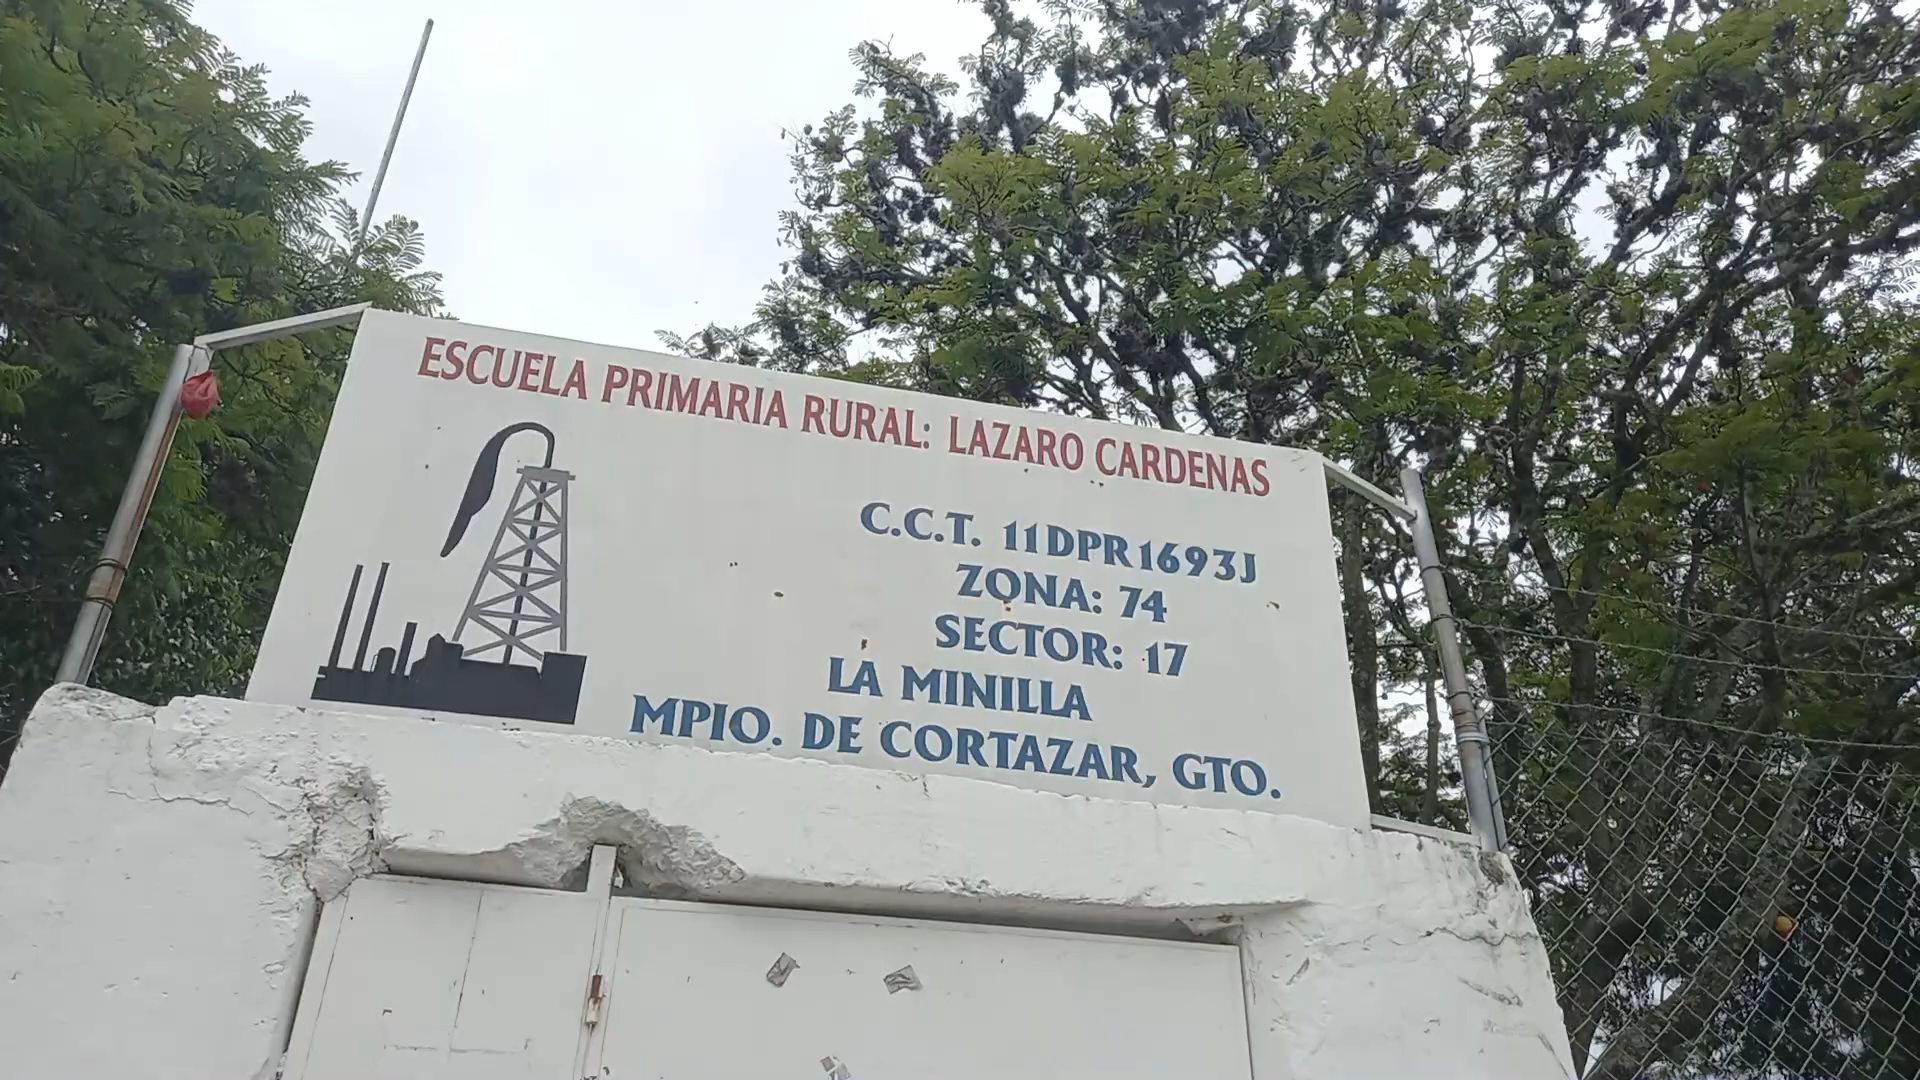 ESCUELA PRIMARIA RURAL: LAZARO CARDENAS
C.C.T. 11DPR1693J
ZONA: 74
SECTOR: 17
LA MINILLA
MPIO. DE CORTAZAR, GTO.